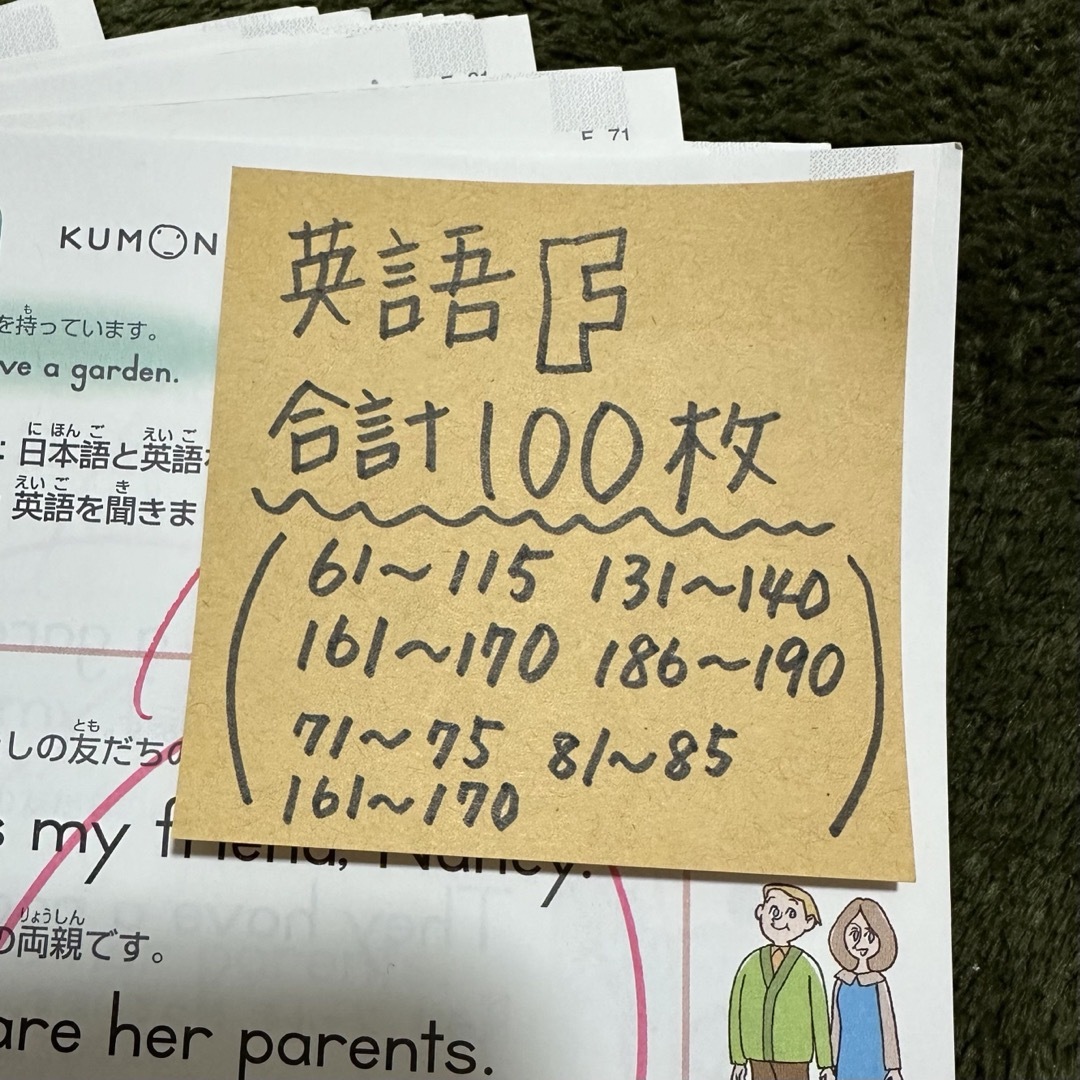 F 71
KUMON
英語 F
合計100枚
(61～115 131～140
161～170 186～190
71～75 81～85
161～170)
を持っています。
ve a garden.
日本語と英語
英語を聞きま
しの友だちの
s my friend, Nancy.
の両親です。
are her parents.